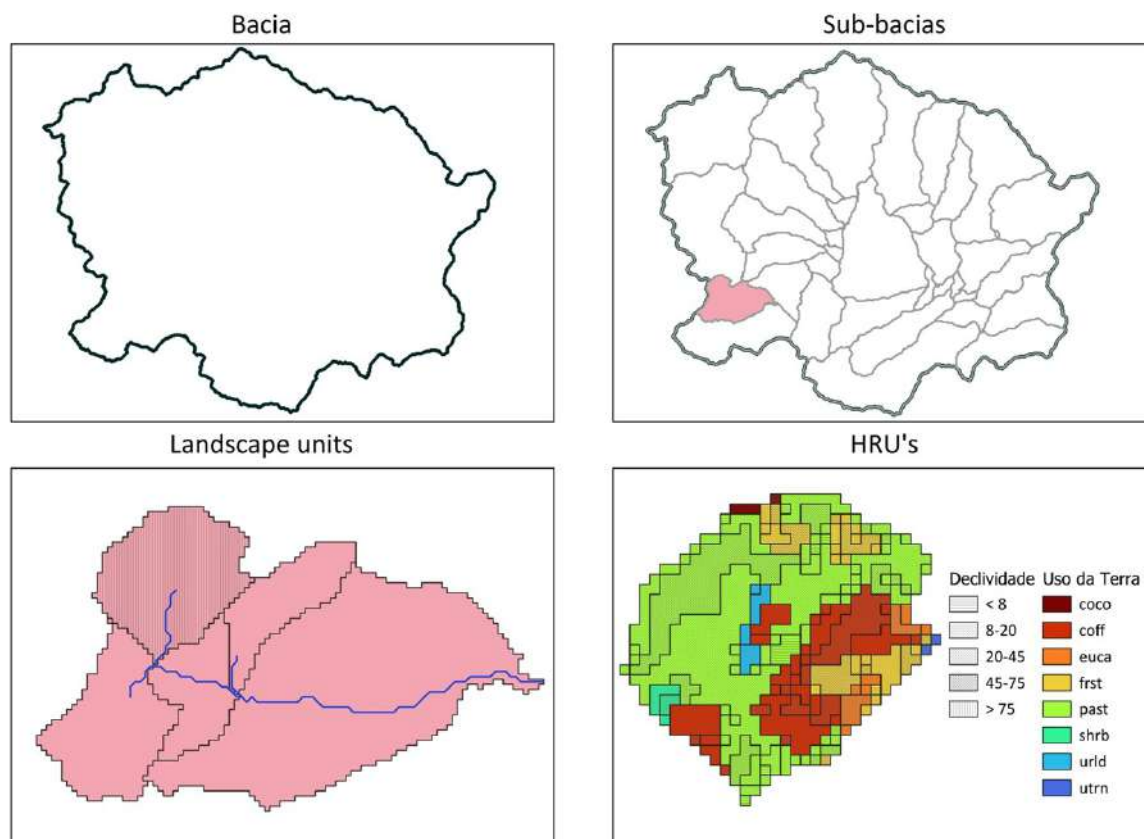 Bacia
Sub-bacias
Landscape units
HRU's
Declividade Uso da Terra
< 8 coco
8-20 coff
20-45 euca
45-75 frst
> 75 past
shrb
urld
utrn